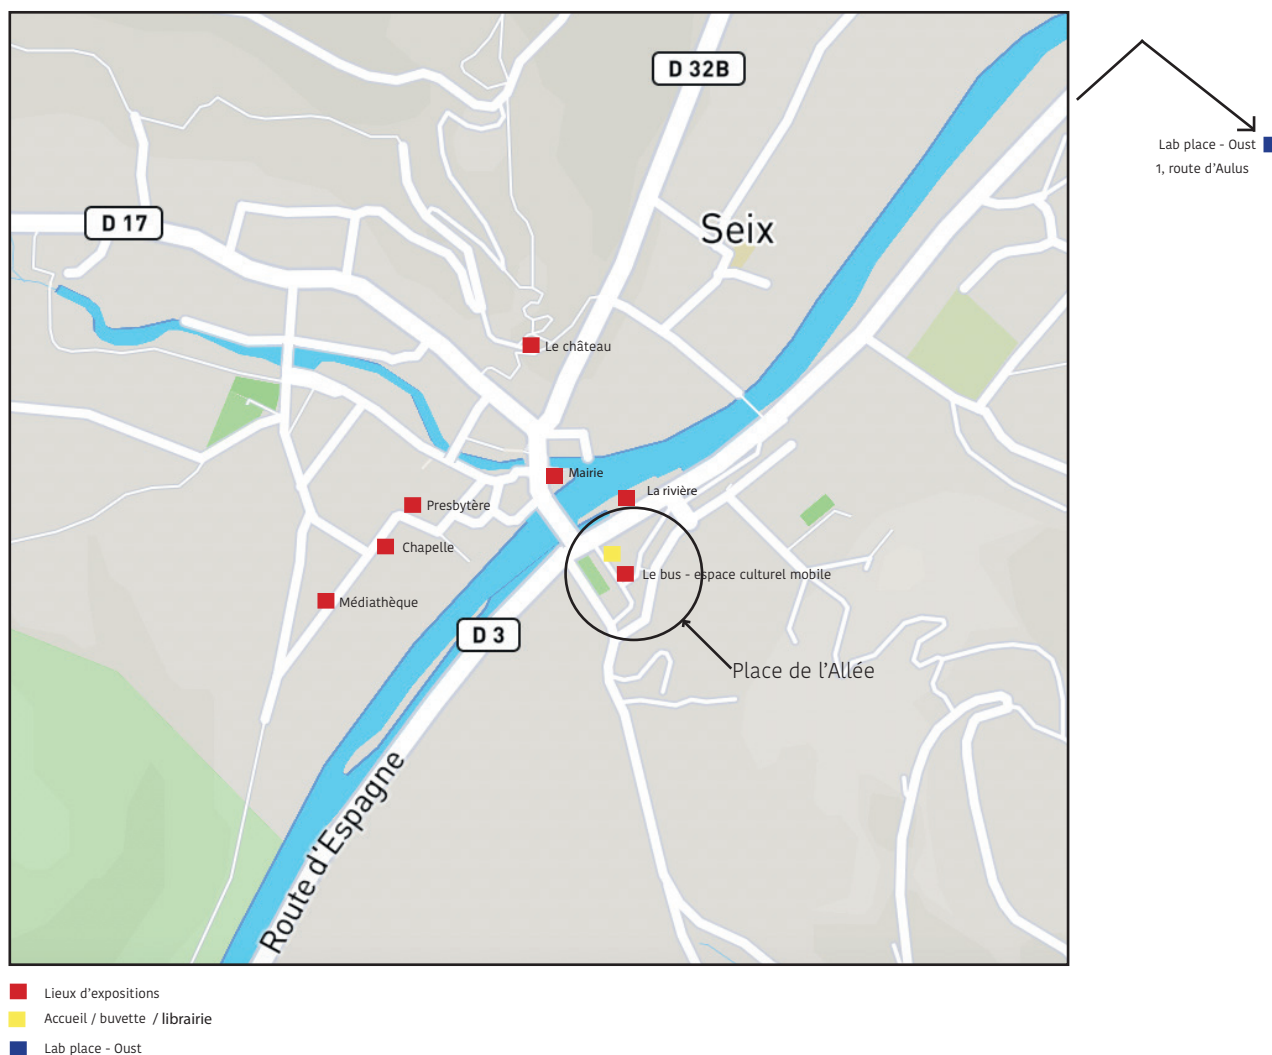 D 32B
Lab place - Oust
1, route d'Aulus
D 17
Seix
Le château
Mairie
La rivière
Presbytère
Chapelle
Le bus - espace culturel mobile
Médiathèque
D 3
Place de l'Allée
Route d'Espagne
Lieux d'expositions
Accueil / buvette / librairie
Lab place - Oust